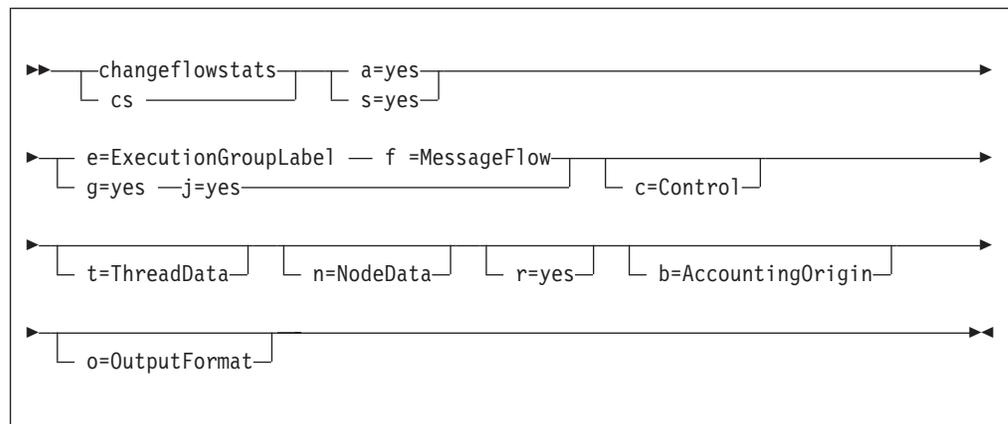 changeflowstats a=yes
cs s=yes
e=ExecutionGroupLabel f =MessageFlow
g=yes j=yes c=Control
t=ThreadData n=NodeData r=yes b=AccountingOrigin
o=OutputFormat